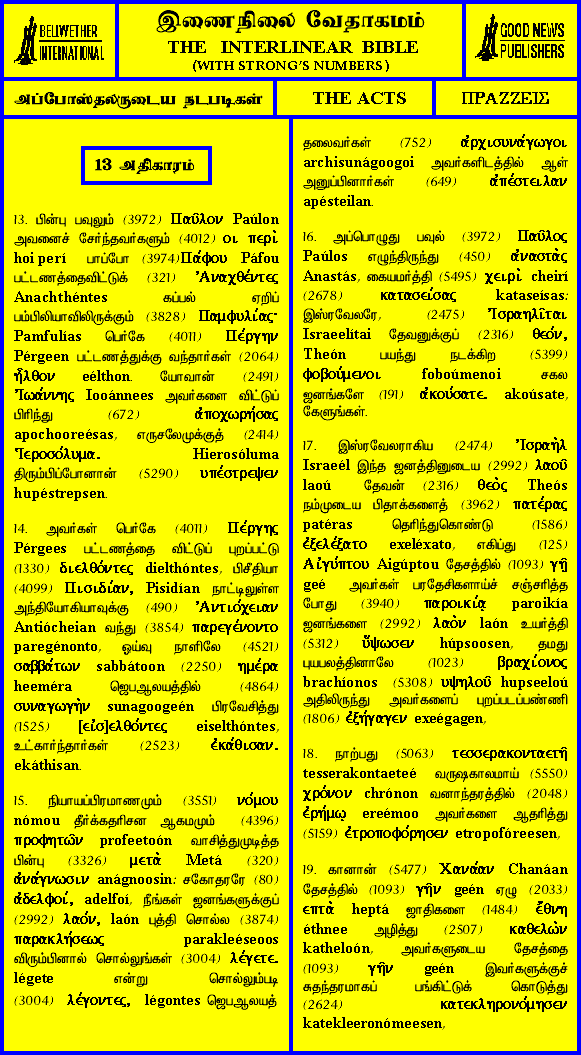 BELLWETHER
INTERNATIONAL
இணைநிலை வேதாகமம்
THE INTERLINEAR BIBLE
(WITH STRONG'S NUMBERS)
GOOD NEWS
PUBLISHERS
அப்போஸ்தலருடைய நடபடிகள்
THE ACTS
ΠΡΑΖΖΕΙΣ
13 அதிகாரம்
13. பின்பு பவுலும் (3972) Παῦλον Paúlon
அவனைச் சேர்ந்தவர்களும் (4012) οι περὶ
hoi perí பாப்போ (3974)Πάφου Páfou
பட்டணத்தைவிட்டுக் (321) Ἀναχθέντες
Anachthéntes கப்பல் ஏறிப்
பம்பிலியாவிலிருக்கும் (3828) Παμφυλίας·
Pamfulías பெர்கே (4011) Πέργην
Pérgeen பட்டணத்துக்கு வந்தார்கள் (2064)
ἦλθον eélthon. யோவான் (2491)
Ἰωάννης Iooánnees அவர்களை விட்டுப்
பிரிந்து (672) ἀποχωρήσας
apochooreésas, எருசலேமுக்குத் (2414)
Ἱεροσόλυμα. Hierosóluma
திரும்பிப்போனான் (5290) υπέστρεψεν
hupéstrepsen.
14. அவர்கள் பெர்கே (4011) Πέργης
Pérgees பட்டணத்தை விட்டுப் புறப்பட்டு
(1330) διελθόντες dielthóntes, பிசீதியா
(4099) Πισιδίαν, Pisidían நாட்டிலுள்ள
அந்தியோகியாவுக்கு (490) Ἀντιόχειαν
Antiócheian வந்து (3854) παρεγένοντο
paregénonto, ஓய்வு நாளிலே (4521)
σαββάτων sabbátoon (2250) ημέρα
heeméra ஜெபஆலயத்தில் (4864)
συναγωγὴν sunagoogeén பிரவேசித்து
(1525) [εἰσ]ελθόντες eiselthóntes,
உட்கார்ந்தார்கள் (2523) ἐκάθισαν.
ekáthisan.
15. நியாயப்பிரமாணமும் (3551) νόμου
nómou தீர்க்கதரிசன ஆகமமும் (4396)
προφητῶν profeetoón வாசித்துமுடித்த
பின்பு (3326) μετὰ Metá (320)
ἀνάγνωσιν anágnoosin: சகோதரரே (80)
ἀδελφοί, adelfoí, நீங்கள் ஜனங்களுக்குப்
(2992) λαόν, laón புத்தி சொல்ல (3874)
παρακλήσεως parakleéseoos
விரும்பினால் சொல்லுங்கள் (3004) λέγετε.
légete என்று சொல்லும்படி
(3004) λέγοντες, légontes ஜெபஆலயத்
தலைவர்கள் (752) ἀρχισυνάγωγοι
archisunágoogoi அவர்களிடத்தில் ஆள்
அனுப்பினார்கள் (649) ἀπέστειλαν
apésteilan.
16. அப்பொழுது பவுல் (3972) Παῦλος
Paúlos எழுந்திருந்து (450) ἀναστὰς
Anastás, கையமர்த்தி (5495) χειρὶ cheirí
(2678) κατασείσας kataseísas:
இஸ்ரவேலரே, (2475) Ἰσραηλῖται
Israeelítai தேவனுக்குப் (2316) θεόν,
Theón பயந்து நடக்கிற (5399)
φοβούμενοι foboúmenoi சகல
ஜனங்களே (191) ἀκούσατε. akoúsate,
கேளுங்கள்.
17. இஸ்ரவேலராகிய (2474) Ἰσραὴλ
Israeél இந்த ஜனத்தினுடைய (2992) λαοῦ
laoú தேவன் (2316) θεὸς Theós
நம்முடைய பிதாக்களைத் (3962) πατέρας
patéras தெரிந்துகொண்டு (1586)
ἐξελέξατο exeléxato, எகிப்து (125)
Αἰγύπτου Aigúptou தேசத்தில் (1093) γῇ
geé அவர்கள் பரதேசிகளாய்ச் சஞ்சரித்த
போது (3940) παροικίᾳ paroikía
ஜனங்களை (2992) λαὸν laón உயர்த்தி
(5312) ὕψωσεν húpsoosen, தமது
புயபலத்தினாலே (1023) βραχίονος
brachíonos (5308) υψηλοῦ hupseeloú
அதிலிருந்து அவர்களைப் புறப்படப்பண்ணி
(1806) ἐξήγαγεν exeégagen,
18. நாற்பது (5063) τεσσερακονταετῆ
tesserakontaeteé வருஷகாலமாய் (5550)
χρόνον chrónon வனாந்தரத்தில் (2048)
ἐρήμῳ ereémoo அவர்களை ஆதரித்து
(5159) ἐτροποφόρησεν etropofóreesen,
19. கானான் (5477) Χανάαν Chanáan
தேசத்தில் (1093) γῆν geén ஏழு (2033)
επτὰ heptá ஜாதிகளை (1484) ἔθνη
éthnee அழித்து (2507) καθελὼν
katheloón, அவர்களுடைய தேசத்தை
(1093) γῆν geén இவர்களுக்குச்
சுதந்தரமாகப் பங்கிட்டுக் கொடுத்து
(2624) κατεκληρονόμησεν
katekleeronómeesen,